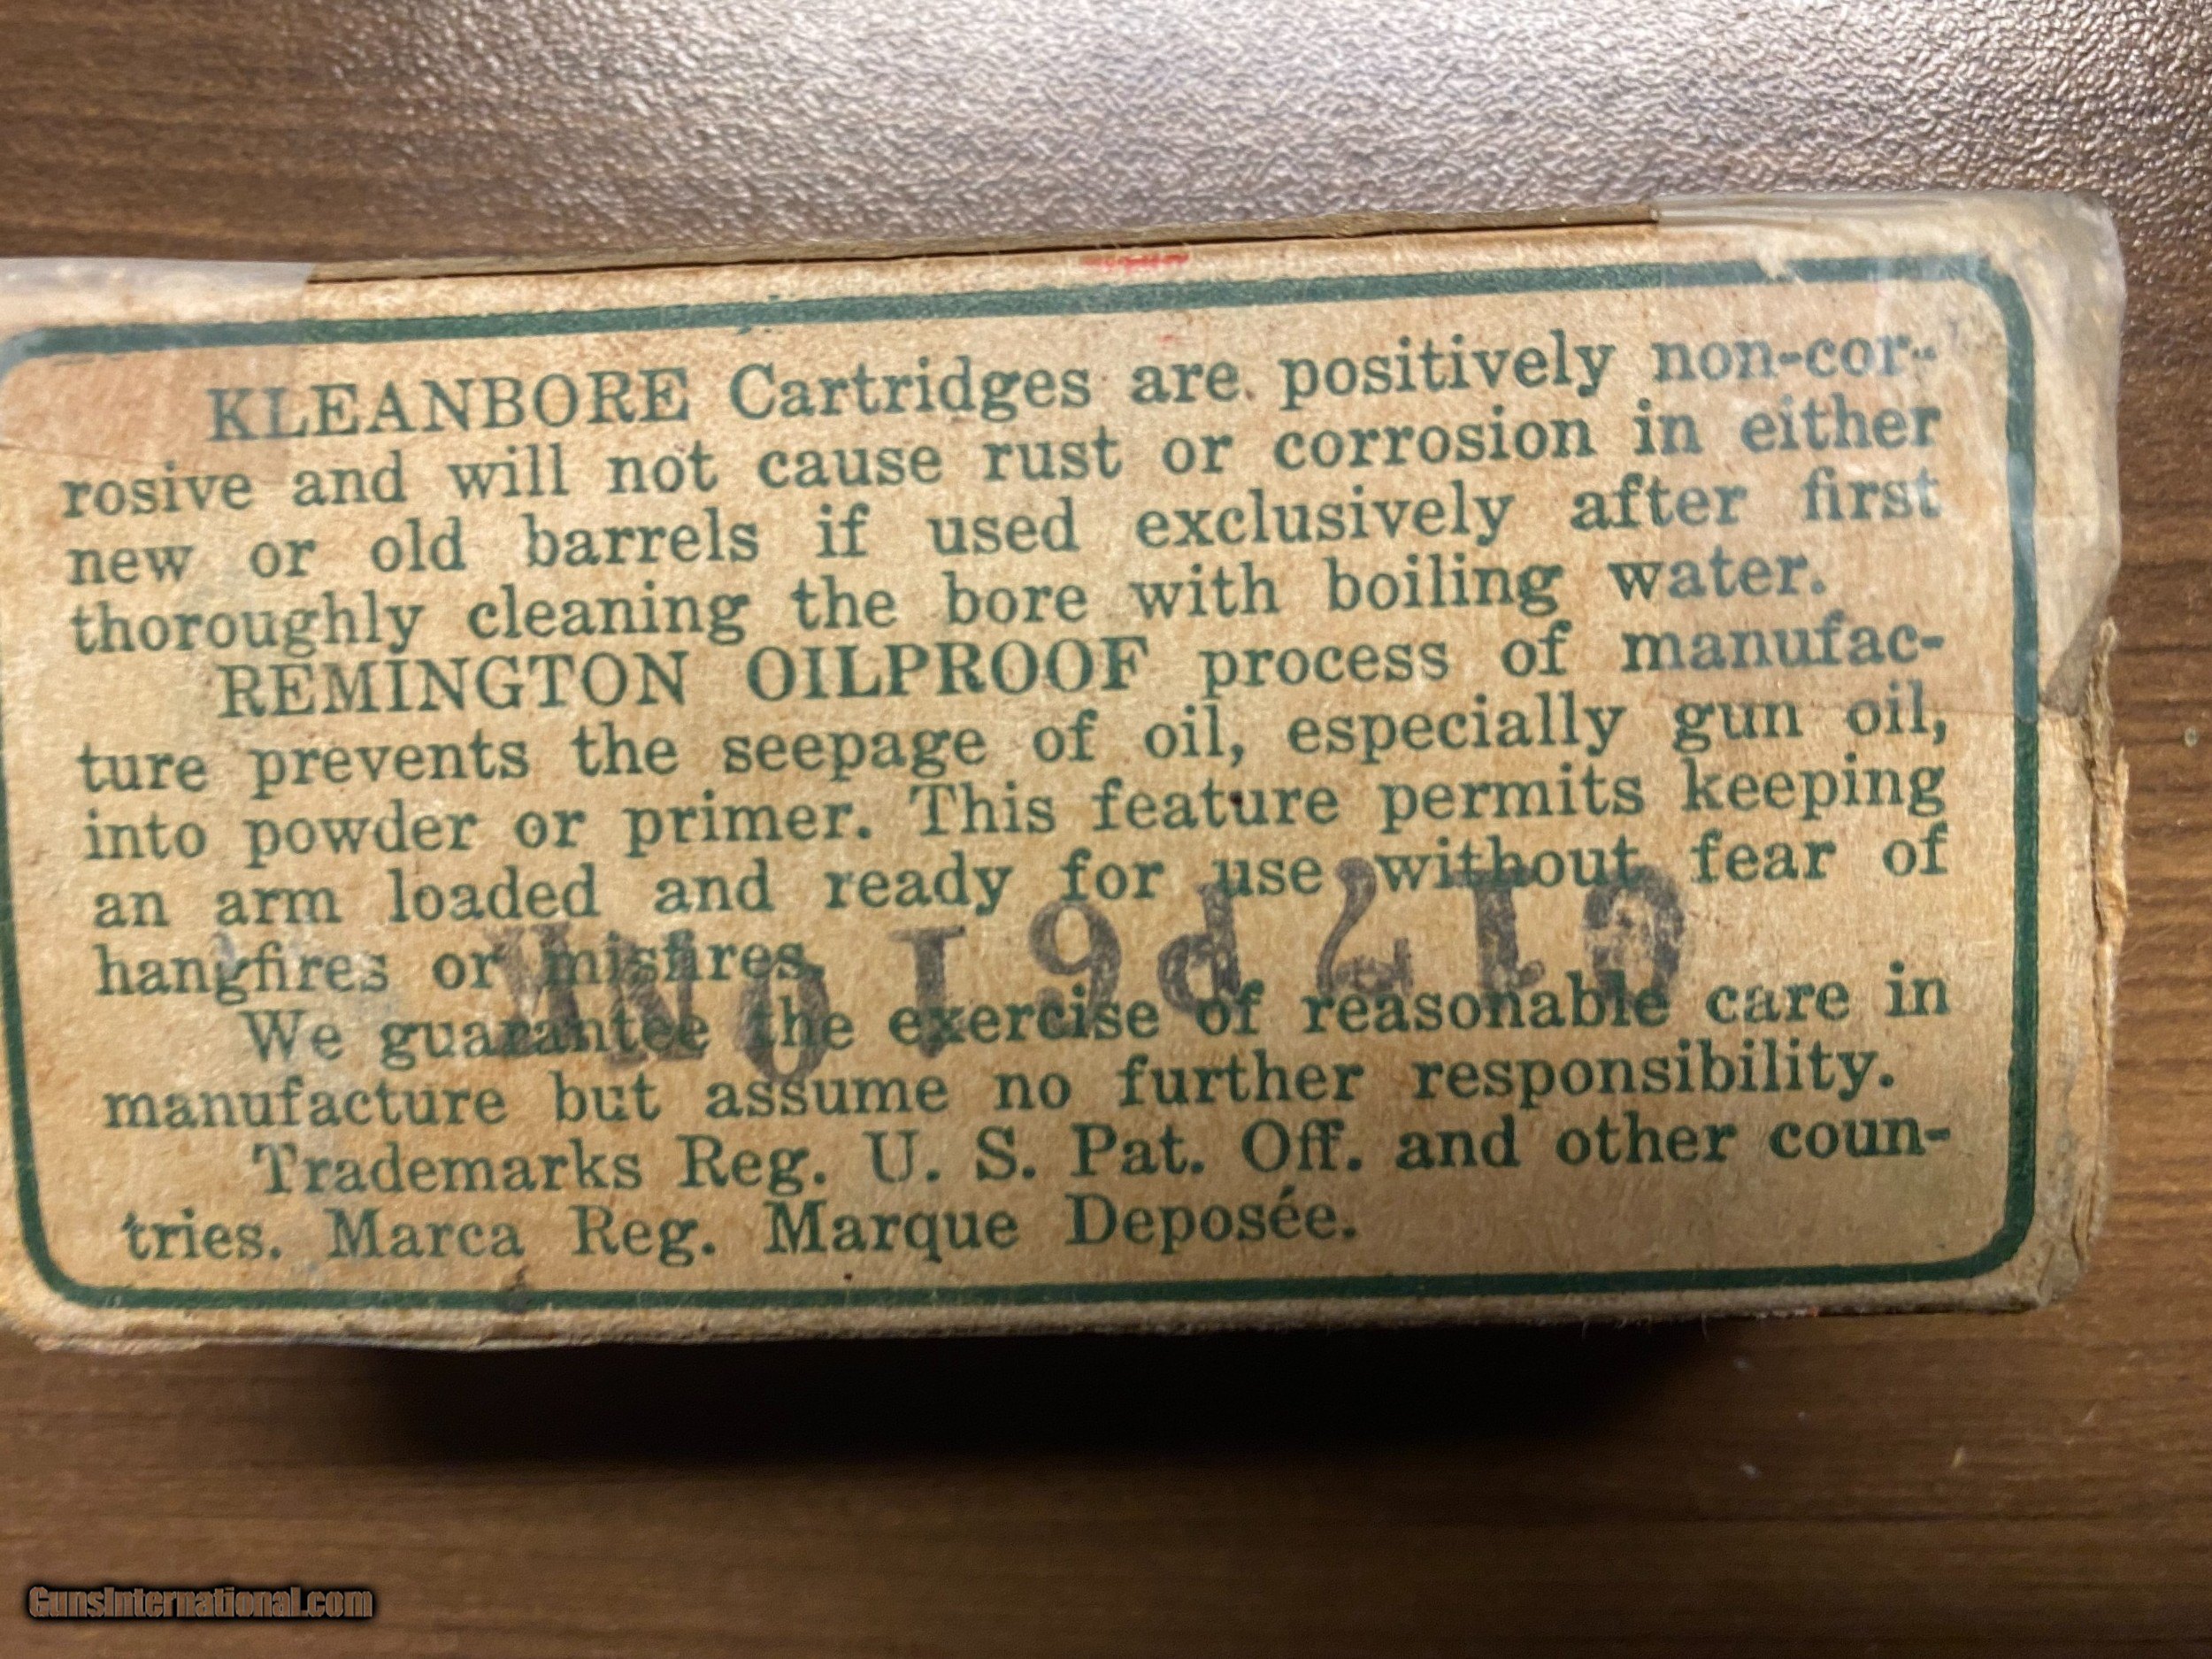 KLEANBORE Cartridges are positively non-cor-
rosive and will not cause rust or corrosion in either
new or old barrels if used exclusively after first
thoroughly cleaning the bore with boiling water.
REMINGTON OILPROOF process of manufac-
ture prevents the seepage of oil, especially gun oil,
into powder or primer. This feature permits keeping
an arm loaded and ready for use without fear of
hangfires or misfires.
We guarantee the exercise of reasonable care in
manufacture but assume no further responsibility.
Trademarks Reg. U. S. Pat. Off. and other coun-
tries. Marca Reg. Marque Deposée.
GunsInternational.com